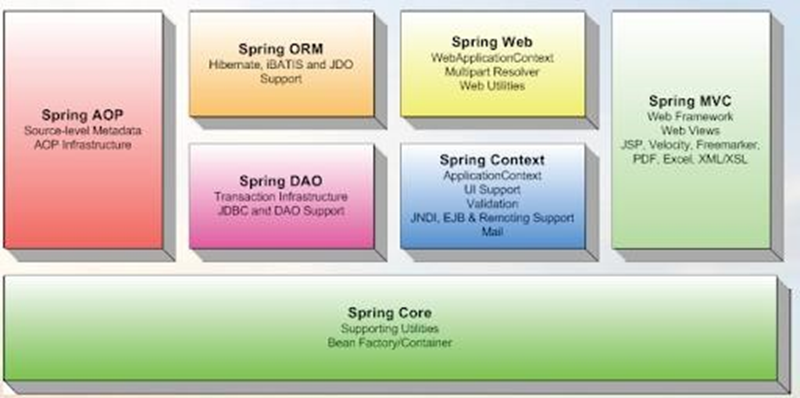 Spring AOP
Source-level Metadata
AOP Infrastructure
Spring ORM
Hibernate, iBATIS and JDO
Support
Spring Web
WebApplicationContext
Multipart Resolver
Web Utilities
Spring MVC
Web Framework
Web Views
JSP, Velocity, Freemarker,
PDF, Excel, XML/XSL
Spring DAO
Transaction Infrastructure
JDBC and DAO Support
Spring Context
ApplicationContext
UI Support
Validation
JNDI, EJB & Remoting Support
Mail
Spring Core
Supporting Utilities
Bean Factory/Container